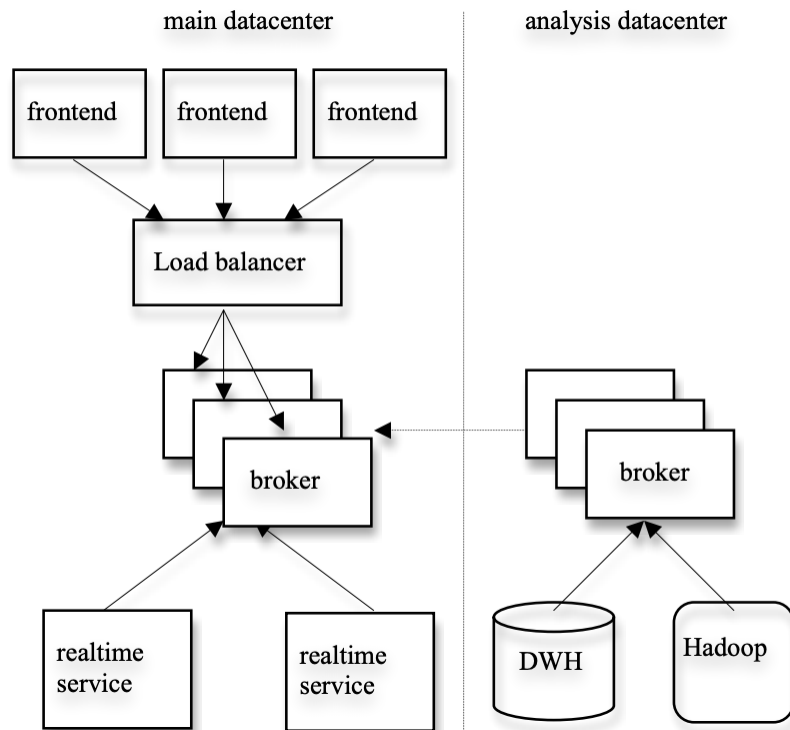 main datacenter
analysis datacenter
frontend
frontend
frontend
Load balancer
broker
broker
realtime
service
realtime
service
DWH
Hadoop